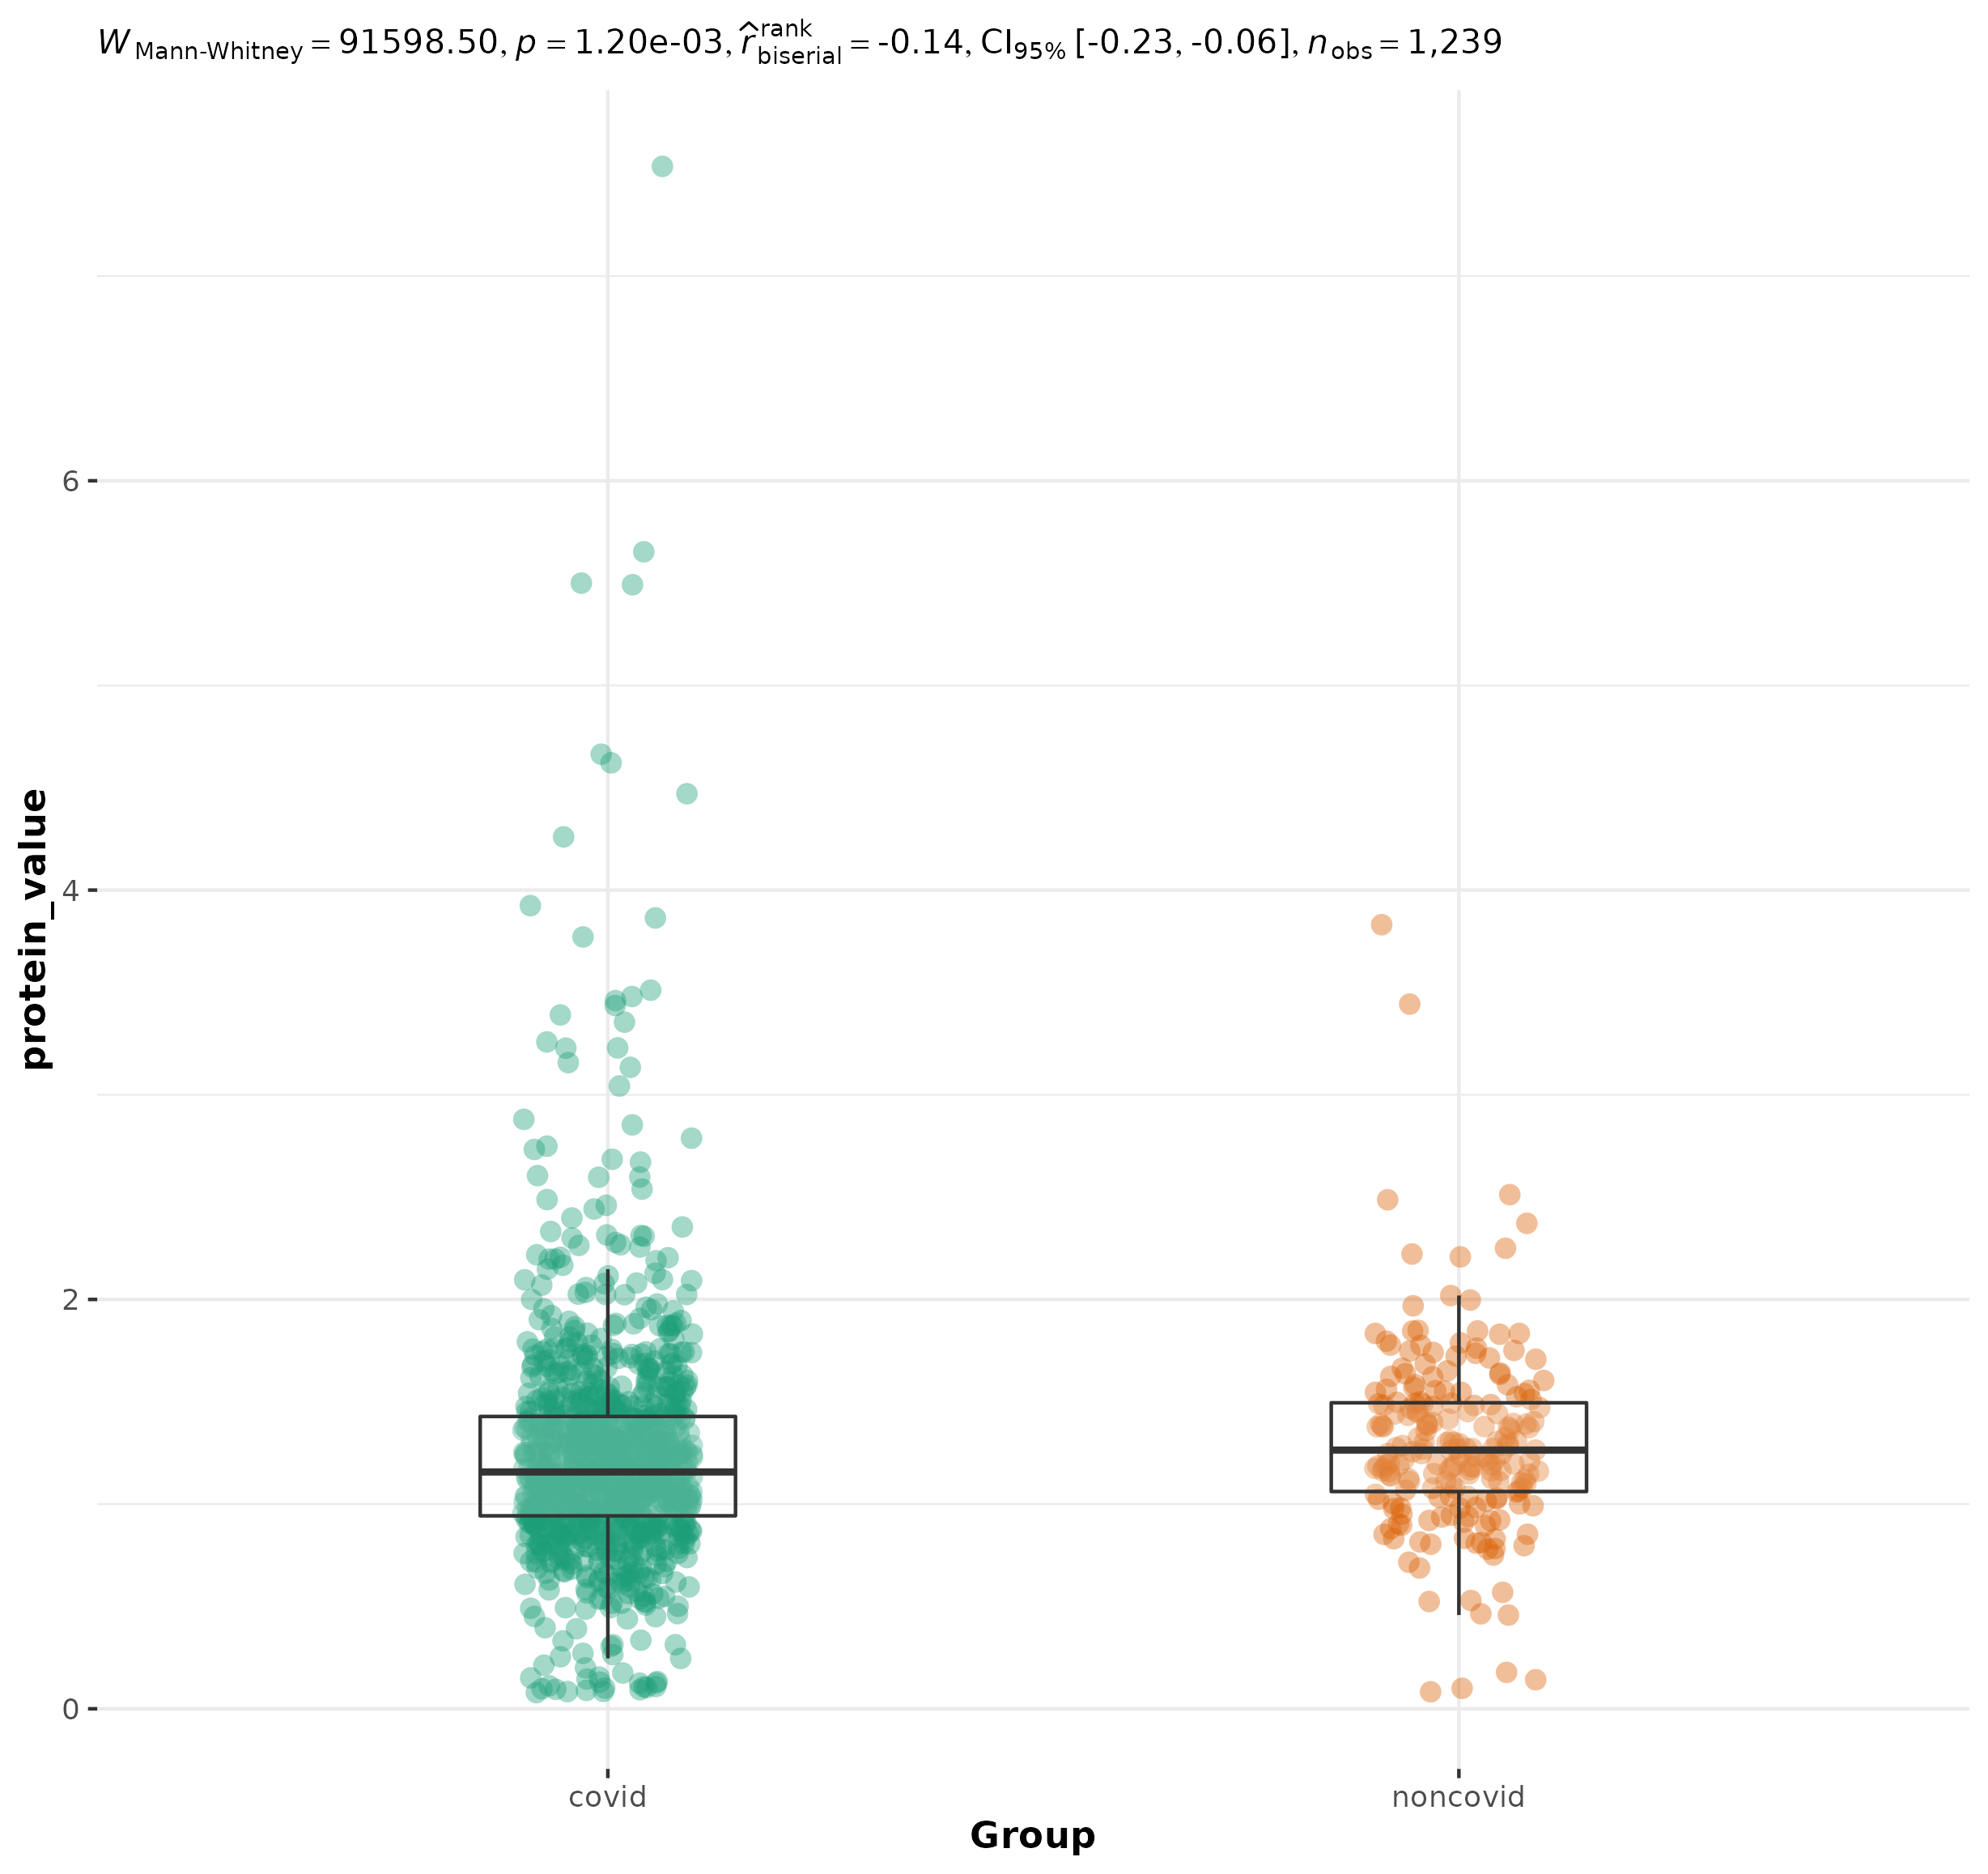 W Mann-Whitney = 91598.50, p = 1.20e-03, r̂ rank biserial = -0.14, CI95% [-0.23, -0.06], nobs = 1,239
6
4
2
0
protein_value
covid noncovid
Group